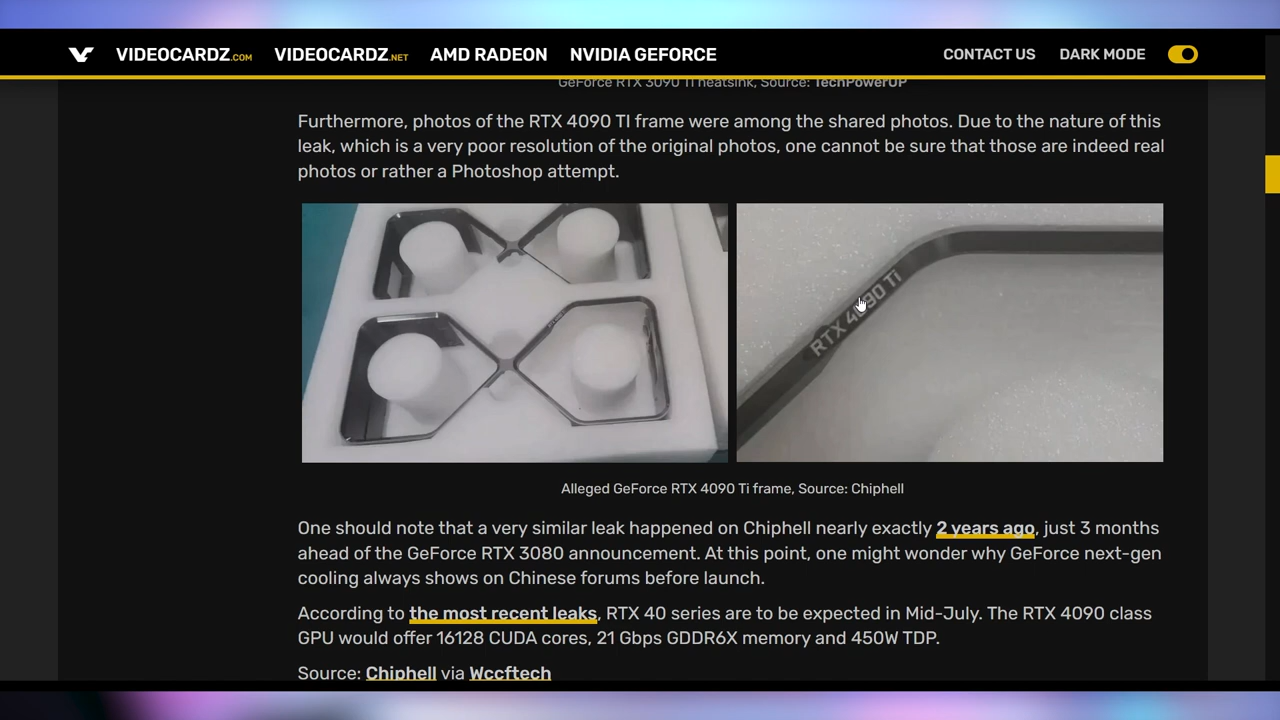 VIDEOCARDZ.COM VIDEOCARDZ.NET AMD RADEON NVIDIA GEFORCE CONTACT US DARK MODE
GeForce RTX 3090 Ti heatsink, Source: TechPowerUP
Furthermore, photos of the RTX 4090 TI frame were among the shared photos. Due to the nature of this
leak, which is a very poor resolution of the original photos, one cannot be sure that those are indeed real
photos or rather a Photoshop attempt.
RTX 4090 Ti
Alleged GeForce RTX 4090 Ti frame, Source: Chiphell
One should note that a very similar leak happened on Chiphell nearly exactly 2 years ago, just 3 months
ahead of the GeForce RTX 3080 announcement. At this point, one might wonder why GeForce next-gen
cooling always shows on Chinese forums before launch.
According to the most recent leaks, RTX 40 series are to be expected in Mid-July. The RTX 4090 class
GPU would offer 16128 CUDA cores, 21 Gbps GDDR6X memory and 450W TDP.
Source: Chiphell via Wccftech